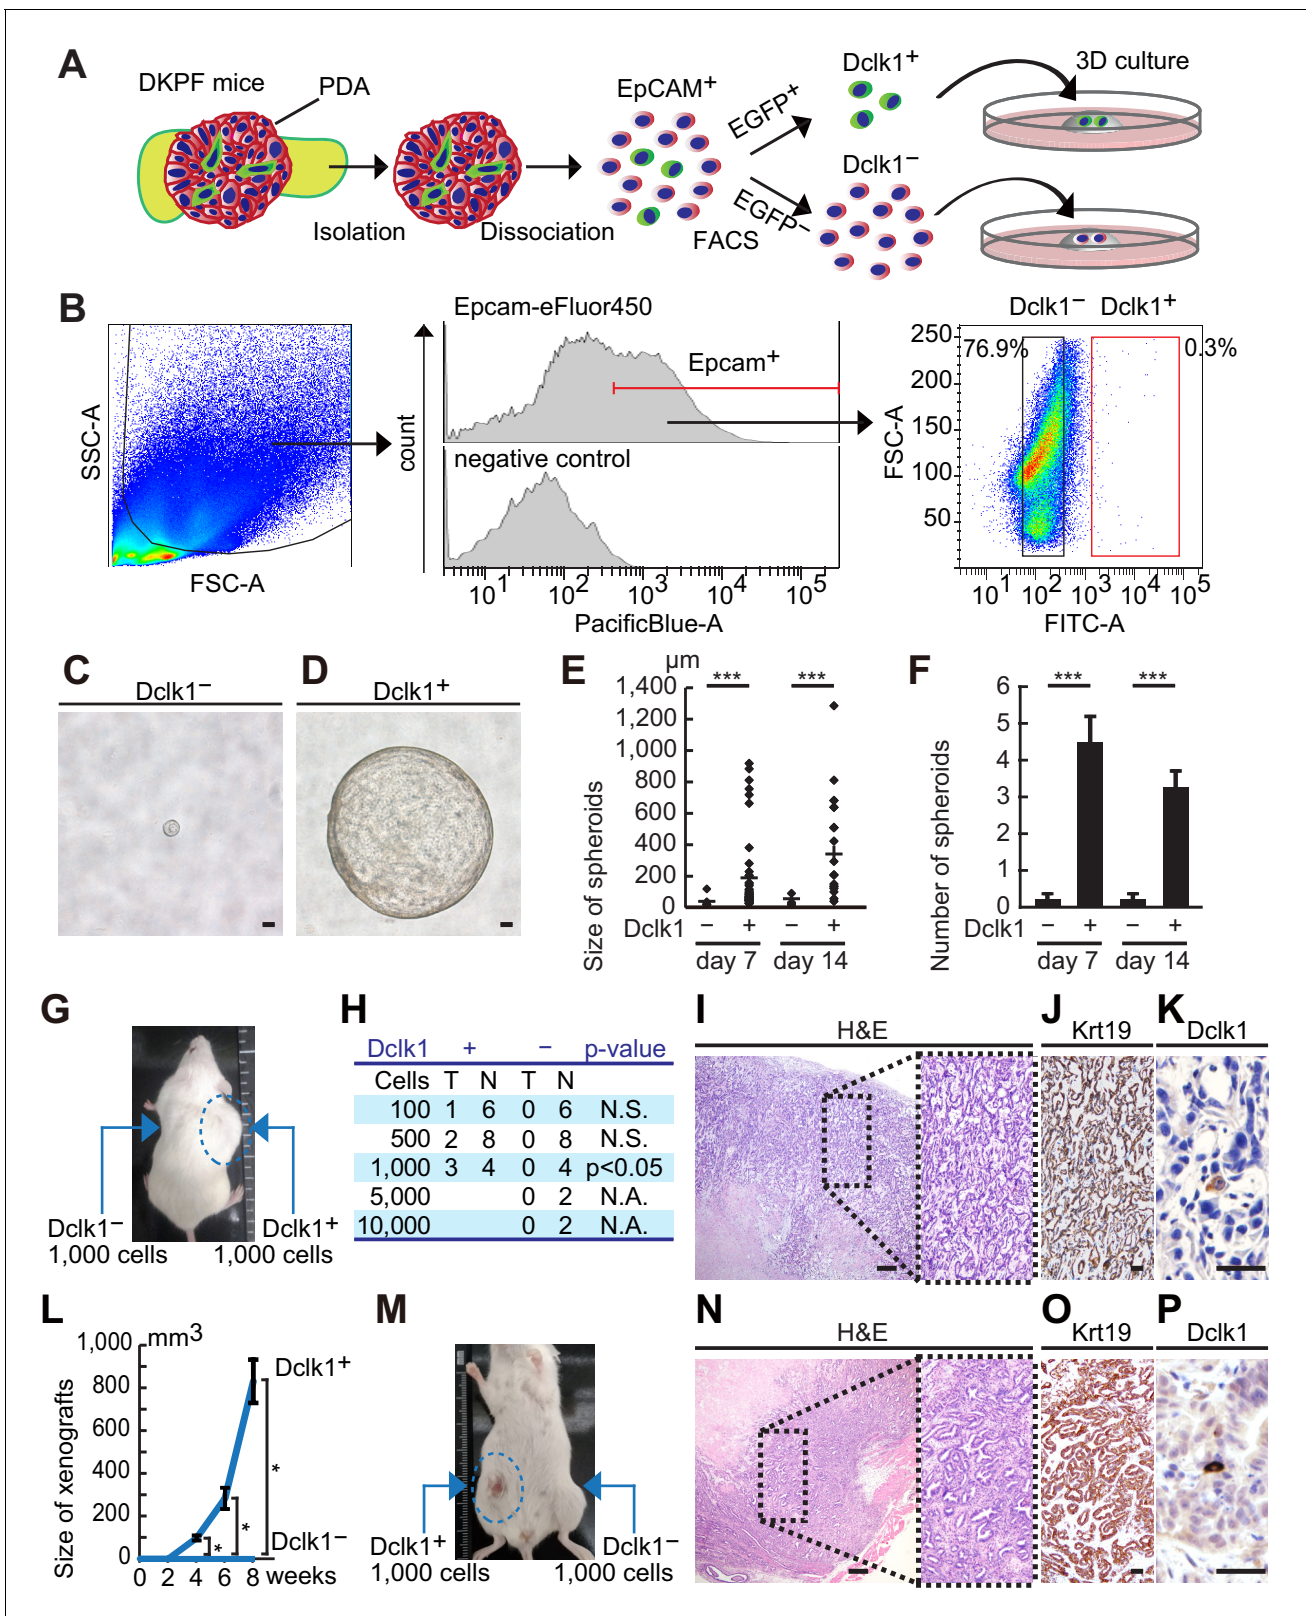 A
DKPF mice
PDA
Isolation
Dissociation
EpCAM+
FACS
EGFP+
EGFP−
Dclk1+
Dclk1−
3D culture
B
SSC-A
FSC-A
Epcam-eFluor450
Epcam+
count
negative control
10^1 10^2 10^3 10^4 10^5
PacificBlue-A
Dclk1− Dclk1+
76.9%
0.3%
FSC-A
250
200
150
100
50
10^1 10^2 10^3 10^4 10^5
FITC-A
C
Dclk1−
D
Dclk1+
E
µm
Size of spheroids
1,400
1,200
1,000
800
600
400
200
0
*** ***
Dclk1 − + − +
day 7 day 14
F
Number of spheroids
6
5
4
3
2
1
0
*** ***
Dclk1 − + − +
day 7 day 14
G
Dclk1−
1,000 cells
Dclk1+
1,000 cells
H
Dclk1 + − p-value
Cells T N T N
100 1 6 0 6 N.S.
500 2 8 0 8 N.S.
1,000 3 4 0 4 p<0.05
5,000 0 2 N.A.
10,000 0 2 N.A.
I
H&E
J
Krt19
K
Dclk1
L
mm3
Size of xenografts
1,000
800
600
400
200
0
0 2 4 6 8 weeks
Dclk1+
Dclk1−
* * *
M
Dclk1+
1,000 cells
Dclk1−
1,000 cells
N
H&E
O
Krt19
P
Dclk1